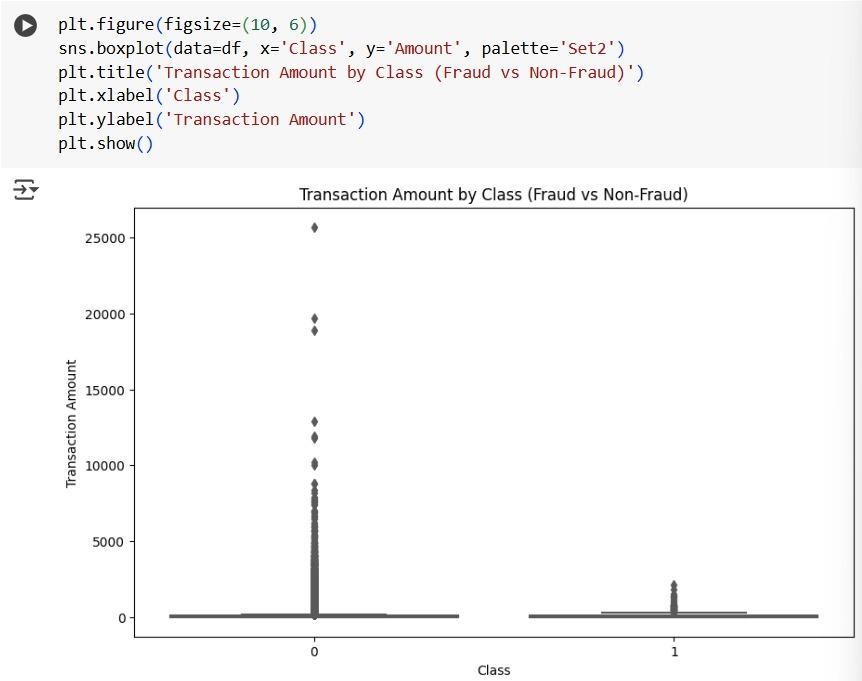 plt.figure(figsize=(10, 6))
sns.boxplot(data=df, x='Class', y='Amount', palette='Set2')
plt.title('Transaction Amount by Class (Fraud vs Non-Fraud)')
plt.xlabel('Class')
plt.ylabel('Transaction Amount')
plt.show()
Transaction Amount by Class (Fraud vs Non-Fraud)
Transaction Amount
25000
20000
15000
10000
5000
0
0 1
Class